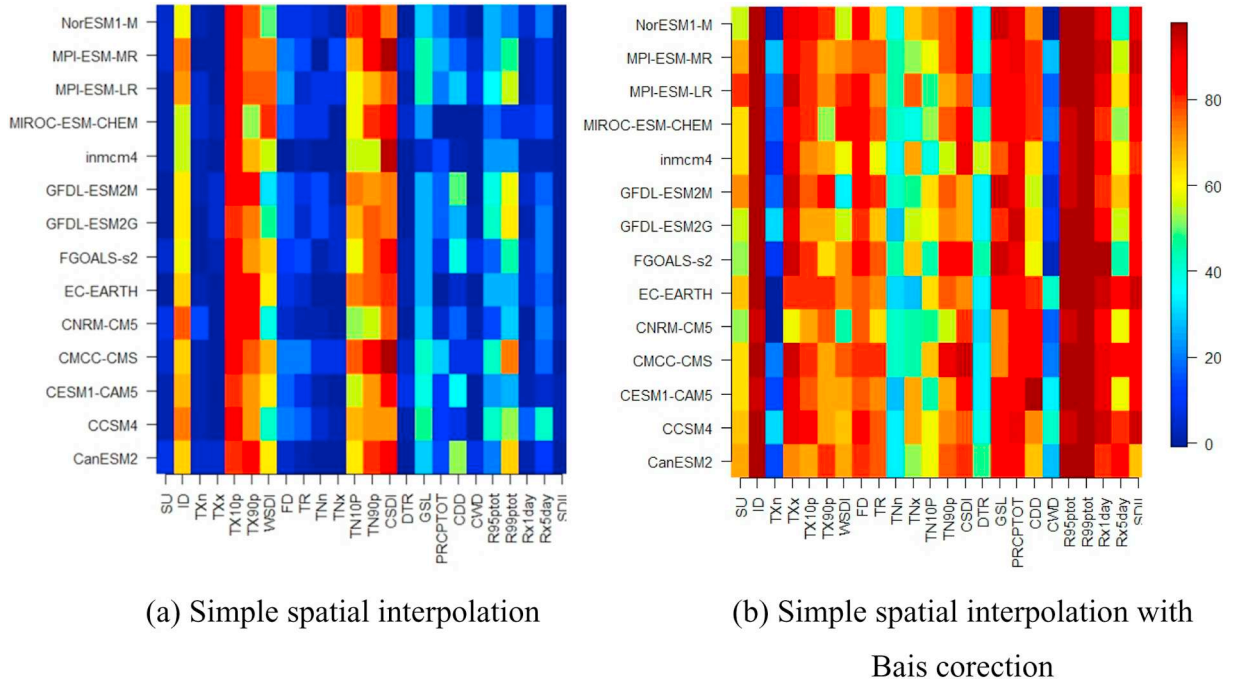 NorESM1-M
MPI-ESM-MR
MPI-ESM-LR
MIROC-ESM-CHEM
inmcm4
GFDL-ESM2M
GFDL-ESM2G
FGOALS-s2
EC-EARTH
CNRM-CM5
CMCC-CMS
CESM1-CAM5
CCSM4
CanESM2
SU
ID
TXn
TXx
TX10p
TX90p
WSDI
FD
TR
TNn
TNx
TN10P
TN90p
CSDI
DTR
GSL
PRCPTOT
CDD
CWD
R95ptot
R99ptot
Rx1day
Rx5day
SDII
(a) Simple spatial interpolation
NorESM1-M
MPI-ESM-MR
MPI-ESM-LR
MIROC-ESM-CHEM
inmcm4
GFDL-ESM2M
GFDL-ESM2G
FGOALS-s2
EC-EARTH
CNRM-CM5
CMCC-CMS
CESM1-CAM5
CCSM4
CanESM2
SU
ID
TXn
TXx
TX10p
TX90p
WSDI
FD
TR
TNn
TNx
TN10P
TN90p
CSDI
DTR
GSL
PRCPTOT
CDD
CWD
R95ptot
R99ptot
Rx1day
Rx5day
SDII
80
60
40
20
0
(b) Simple spatial interpolation with
Bais corection